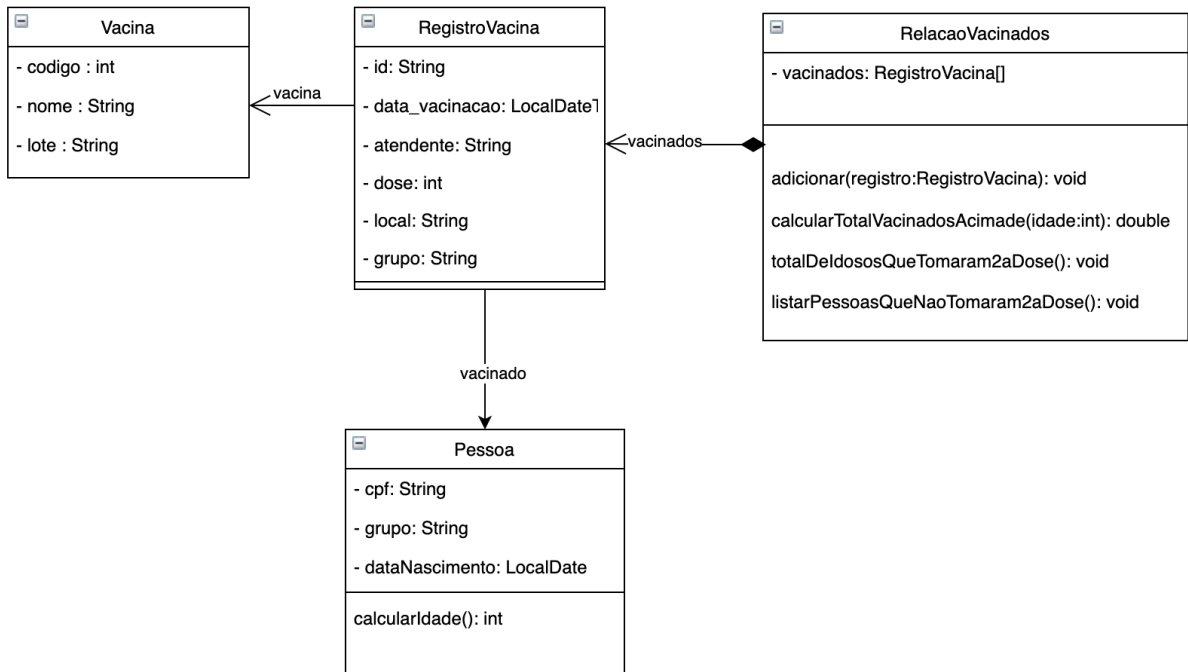 Vacina
- codigo : int
- nome : String
- lote : String
vacina
RegistroVacina
- id: String
- data_vacinacao: LocalDateT
- atendente: String
- dose: int
- local: String
- grupo: String
vacinados
RelacaoVacinados
- vacinados: RegistroVacina[]
adicionar(registro:RegistroVacina): void
calcularTotalVacinadosAcimade(idade:int): double
totalDeIdososQueTomaram2aDose(): void
listarPessoasQueNaoTomaram2aDose(): void
vacinado
Pessoa
- cpf: String
- grupo: String
- dataNascimento: LocalDate
calcularIdade(): int